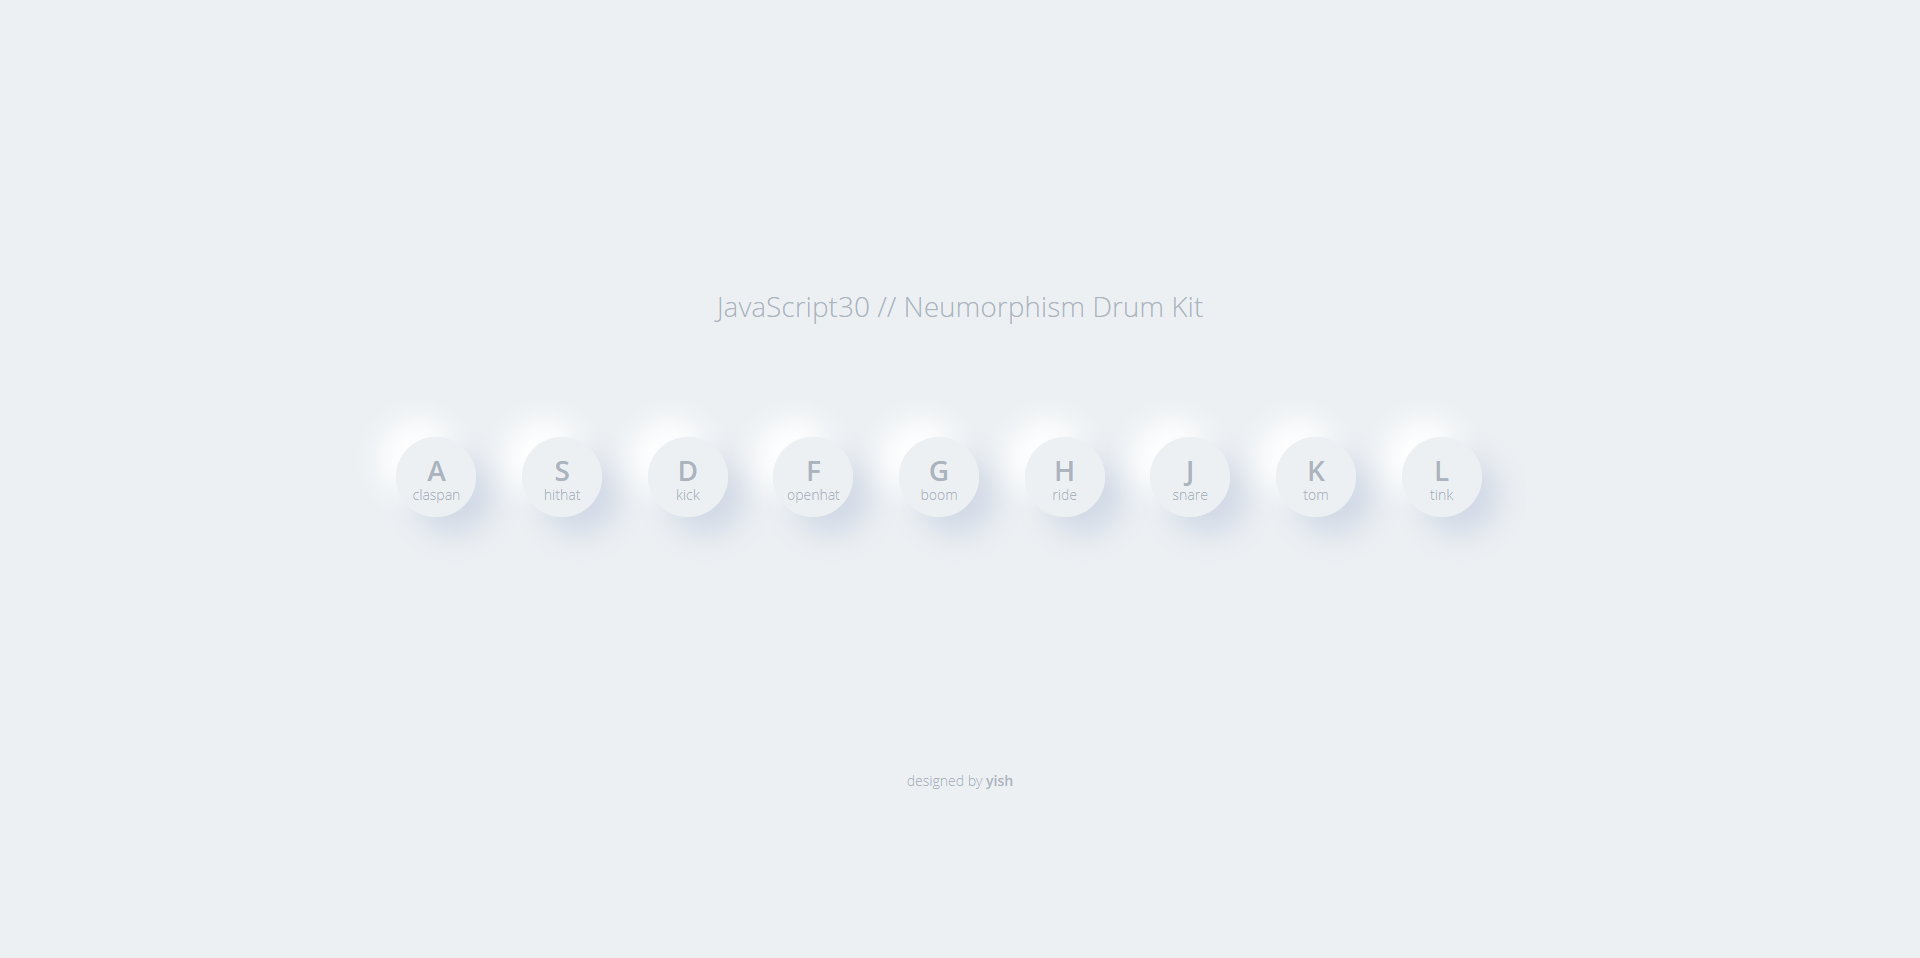 JavaScript30 // Neumorphism Drum Kit
A S D F G H J K L
claspan hithat kick openhat boom ride snare tom tink
designed by yish